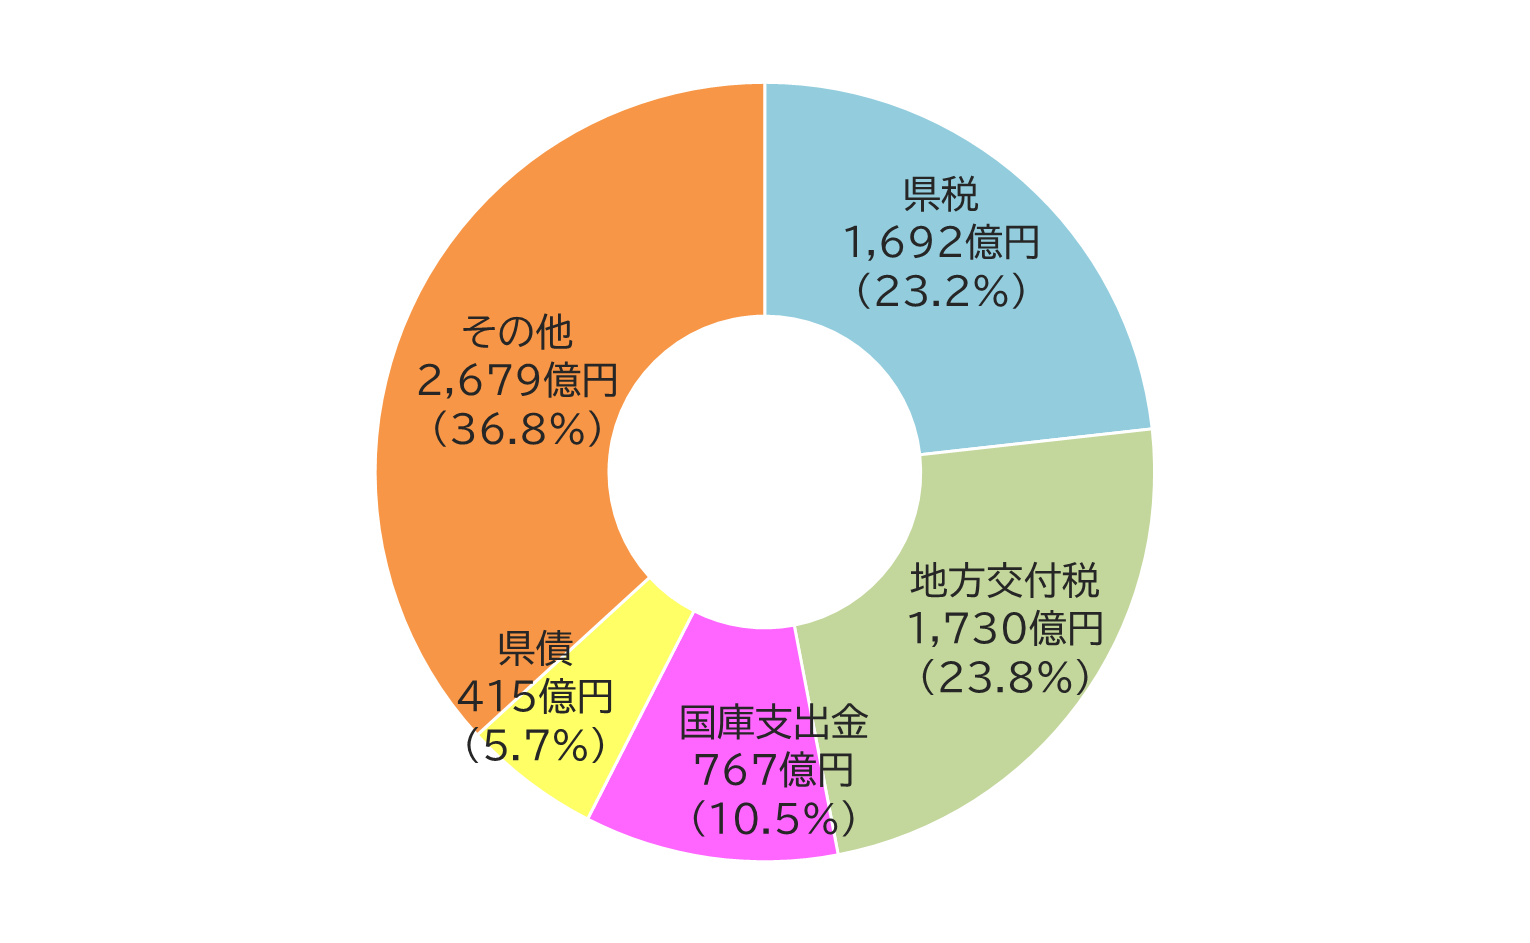 県税
1,692億円
（23.2%）
地方交付税
1,730億円
（23.8%）
国庫支出金
767億円
（10.5%）
県債
415億円
（5.7%）
その他
2,679億円
（36.8%）